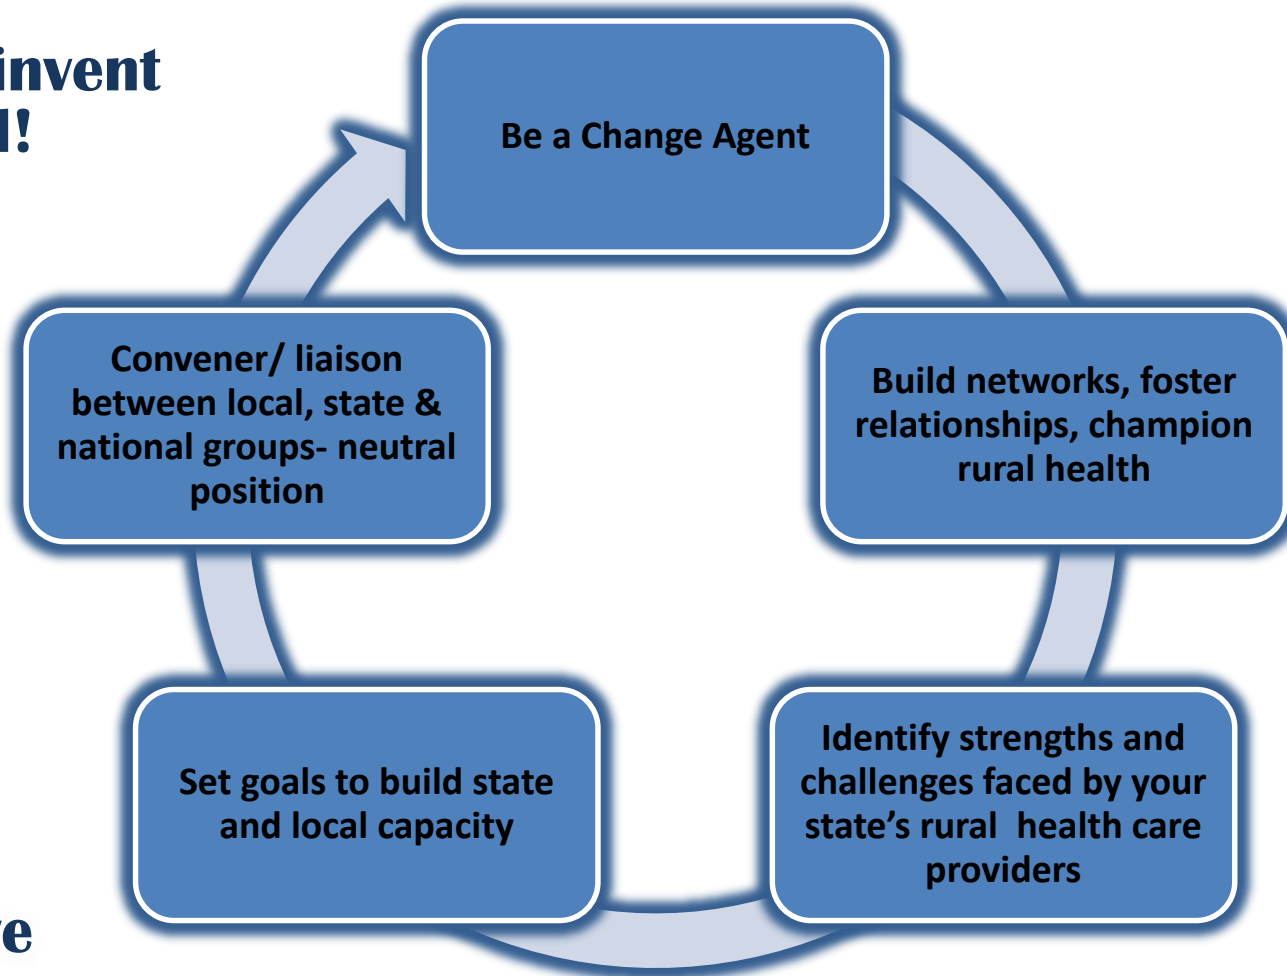 invent
!
Be a Change Agent
Build networks, foster
relationships, champion
rural health
Identify strengths and
challenges faced by your
state's rural  health care
providers
Set goals to build state
and local capacity
Convener/ liaison
between local, state &
national groups- neutral
position